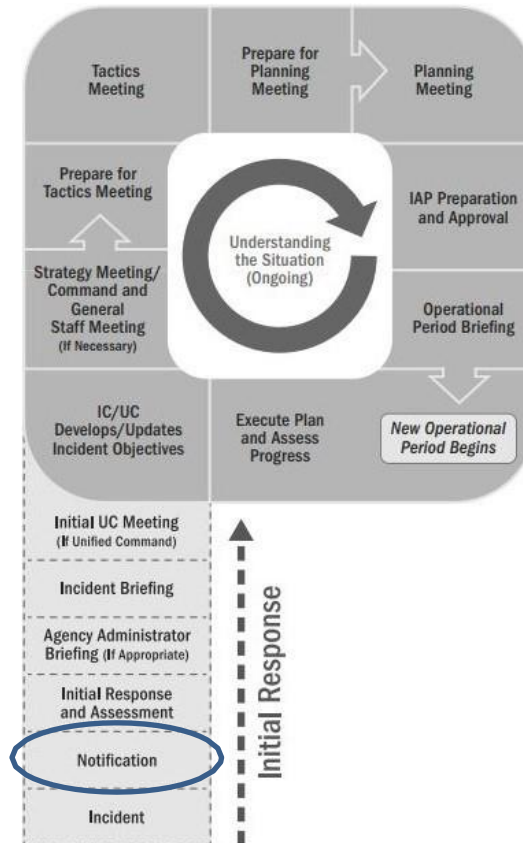 Tactics
Meeting
Prepare for
Planning
Meeting
Planning
Meeting
Prepare for
Tactics Meeting
IAP Preparation
and Approval
Understanding
the Situation
(Ongoing)
Strategy Meeting/
Command and
General
Staff Meeting
(If Necessary)
Operational
Period Briefing
IC/UC
Develops/Updates
Incident Objectives
Execute Plan
and Assess
Progress
New Operational
Period Begins
Initial UC Meeting
(If Unified Command)
Incident Briefing
Agency Administrator
Briefing (If Appropriate)
Initial Response
and Assessment
Notification
Incident
Initial Response